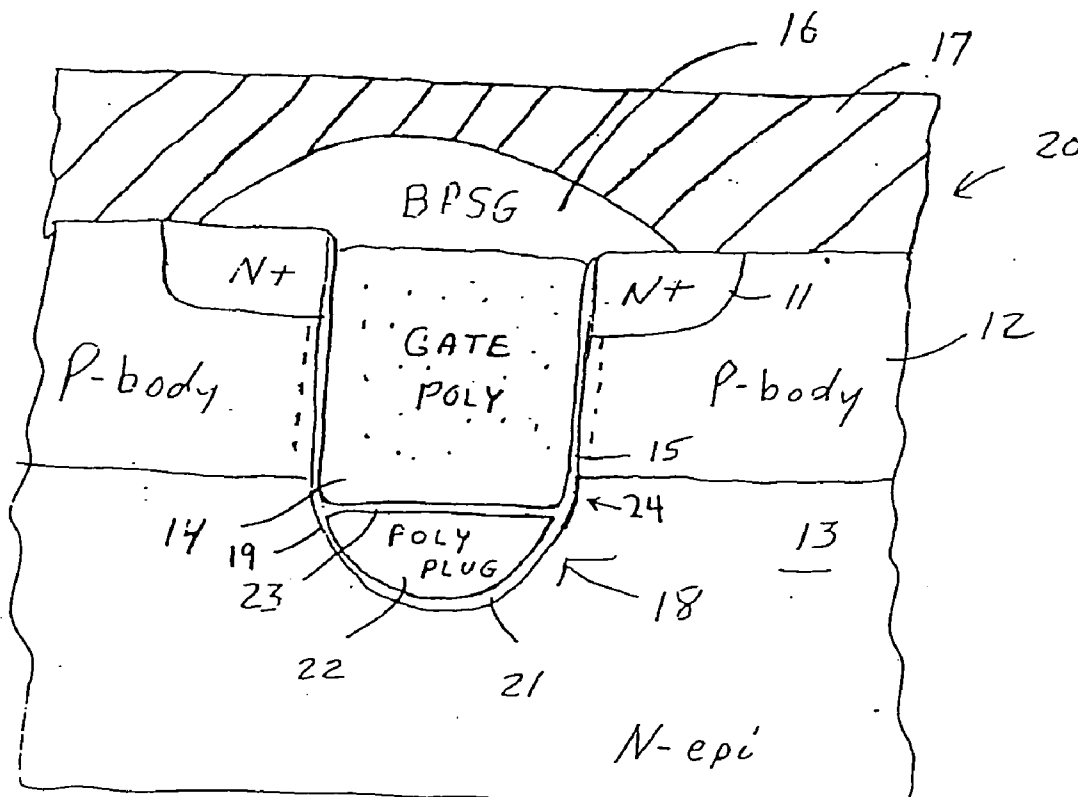 16
17
20
BPSG
N+
N+
11
12
GATE
POLY
P-body
P-body
15
24
14
19
23
POLY
PLUG
13
18
22
21
N-epi